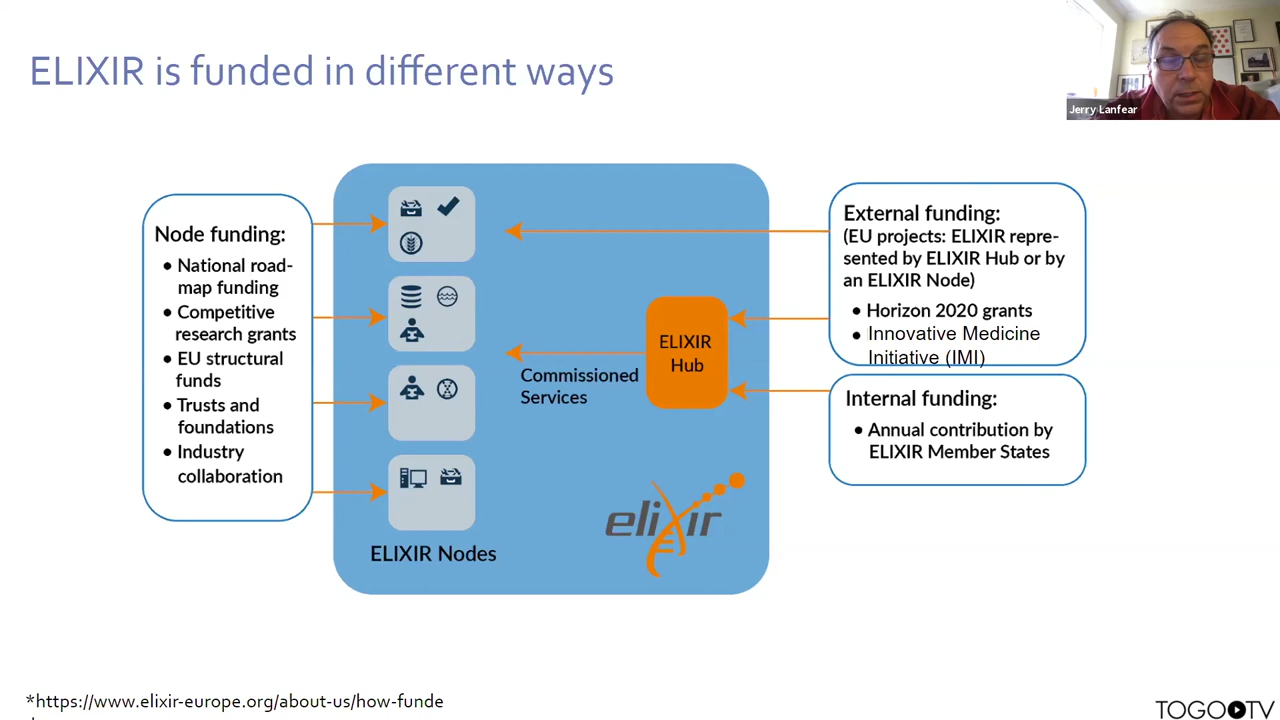 ELIXIR is funded in different ways
Jerry Lanfear
Node funding:
• National road-
map funding
• Competitive
research grants
• EU structural
funds
• Trusts and
foundations
• Industry
collaboration
ELIXIR Nodes
Commissioned
Services
ELIXIR
Hub
elixir
External funding:
(EU projects: ELIXIR repre-
sented by ELIXIR Hub or by
an ELIXIR Node)
• Horizon 2020 grants
• Innovative Medicine
Initiative (IMI)
Internal funding:
• Annual contribution by
ELIXIR Member States
*https://www.elixir-europe.org/about-us/how-funde
TOGOTV